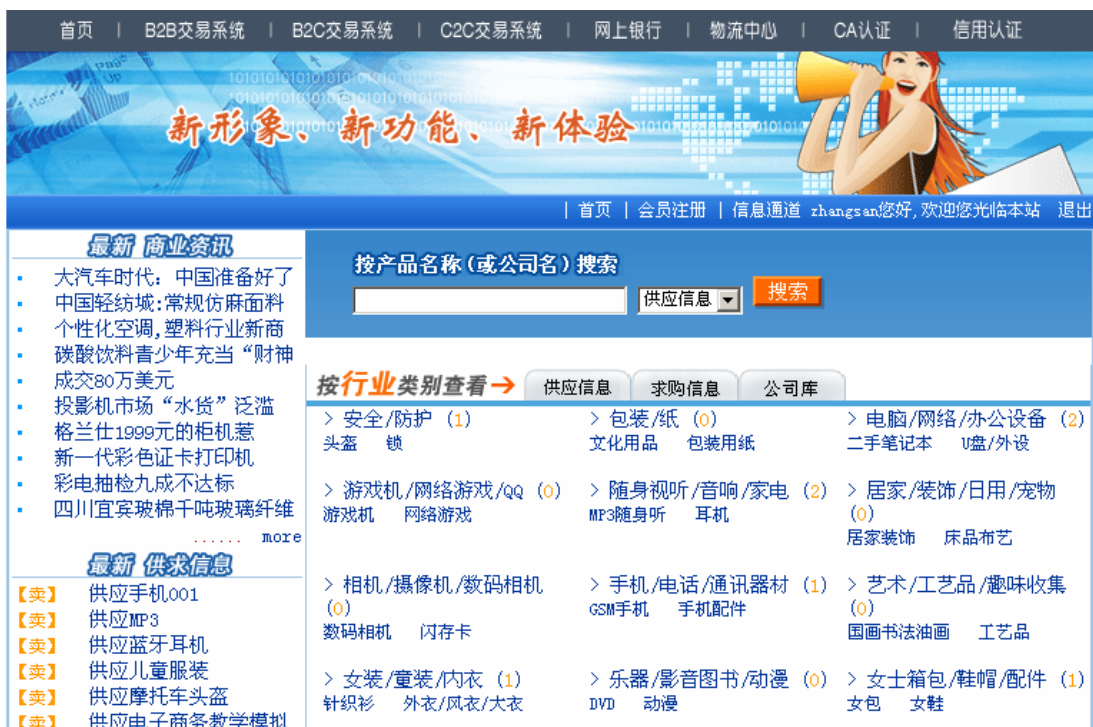 首页 | B2B交易系统 | B2C交易系统 | C2C交易系统 | 网上银行 | 物流中心 | CA认证 | 信用认证
新形象、新功能、新体验
| 首页 | 会员注册 | 信息通道 zhangsan您好,欢迎您光临本站 退出
最新 商业资讯
大汽车时代：中国准备好了
中国轻纺城:常规仿麻面料
个性化空调,塑料行业新商
碳酸饮料青少年充当“财神
成交80万美元
投影机市场“水货”泛滥
格兰仕1999元的柜机惹
新一代彩色证卡打印机
彩电抽检九成不达标
四川宜宾玻棉千吨玻璃纤维
...... more
最新 供求信息
【卖】 供应手机001
【卖】 供应MP3
【卖】 供应蓝牙耳机
【卖】 供应儿童服装
【卖】 供应摩托车头盔
【卖】 供应电子商务教学模拟
按产品名称(或公司名)搜索
供应信息 搜索
按行业类别查看 供应信息 求购信息 公司库
> 安全/防护 (1) > 包装/纸 (0) > 电脑/网络/办公设备 (2)
头盔 锁 文化用品 包装用纸 二手笔记本 U盘/外设
> 游戏机/网络游戏/QQ (0) > 随身视听/音响/家电 (2) > 居家/装饰/日用/宠物
(0)
游戏机 网络游戏 MP3随身听 耳机
居家装饰 床品布艺
> 相机/摄像机/数码相机 > 手机/电话/通讯器材 (1) > 艺术/工艺品/趣味收集
(0) GSM手机 手机配件 (0)
数码相机 闪存卡 国画书法油画 工艺品
> 女装/童装/内衣 (1) > 乐器/影音图书/动漫 (0) > 女士箱包/鞋帽/配件 (1)
针织衫 外衣/风衣/大衣 DVD 动漫 女包 女鞋